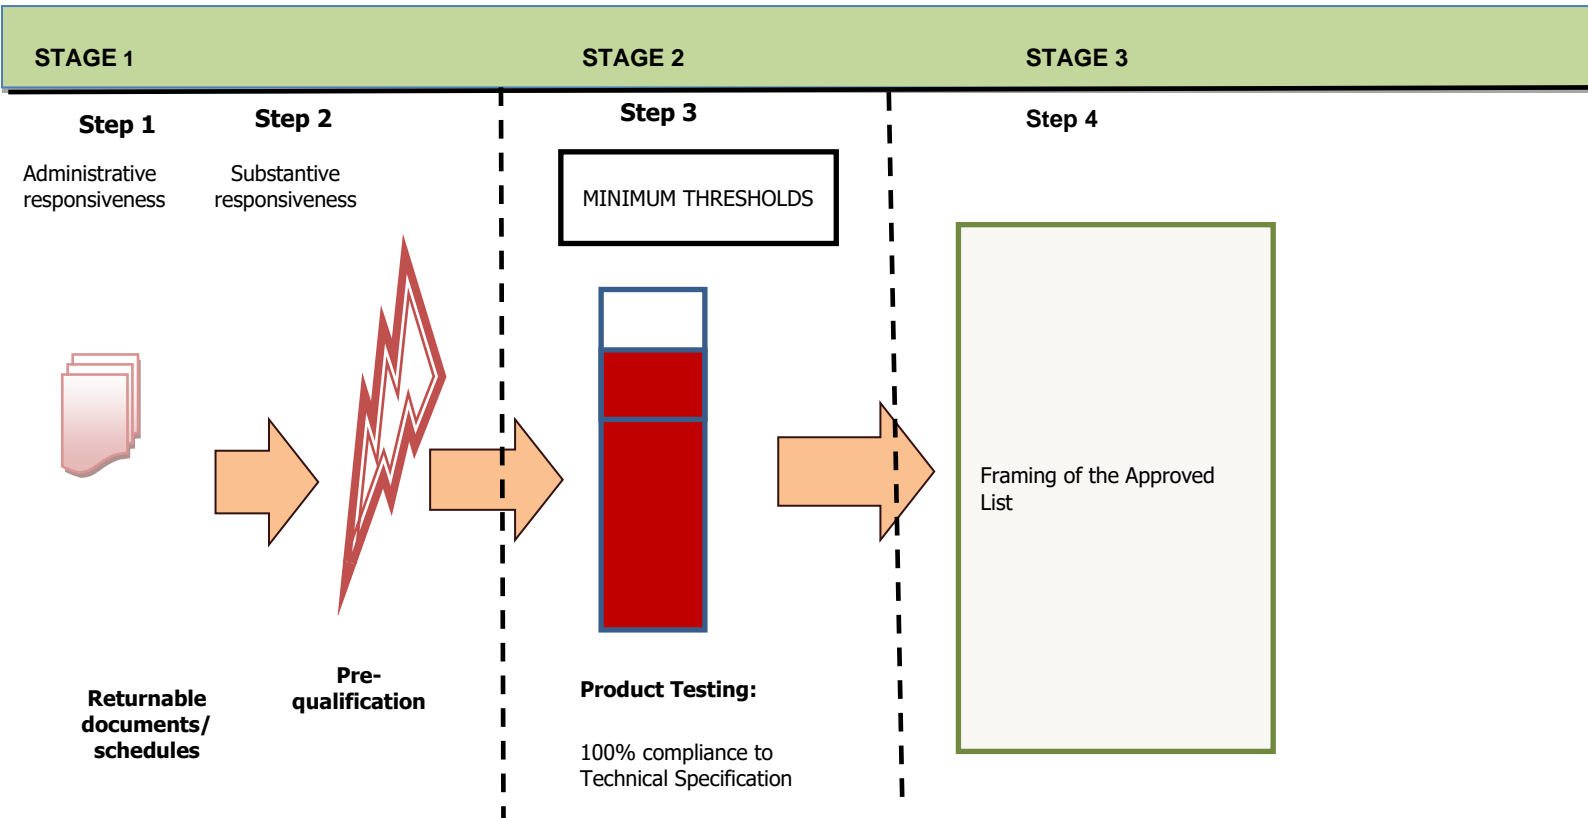 STAGE 1
STAGE 2
STAGE 3
Step 1
Step 2
Step 3
Step 4
Administrative
responsiveness
Substantive
responsiveness
MINIMUM THRESHOLDS
Framing of the Approved
List
Returnable
documents/
schedules
Pre-
qualification
Product Testing:
100% compliance to
Technical Specification